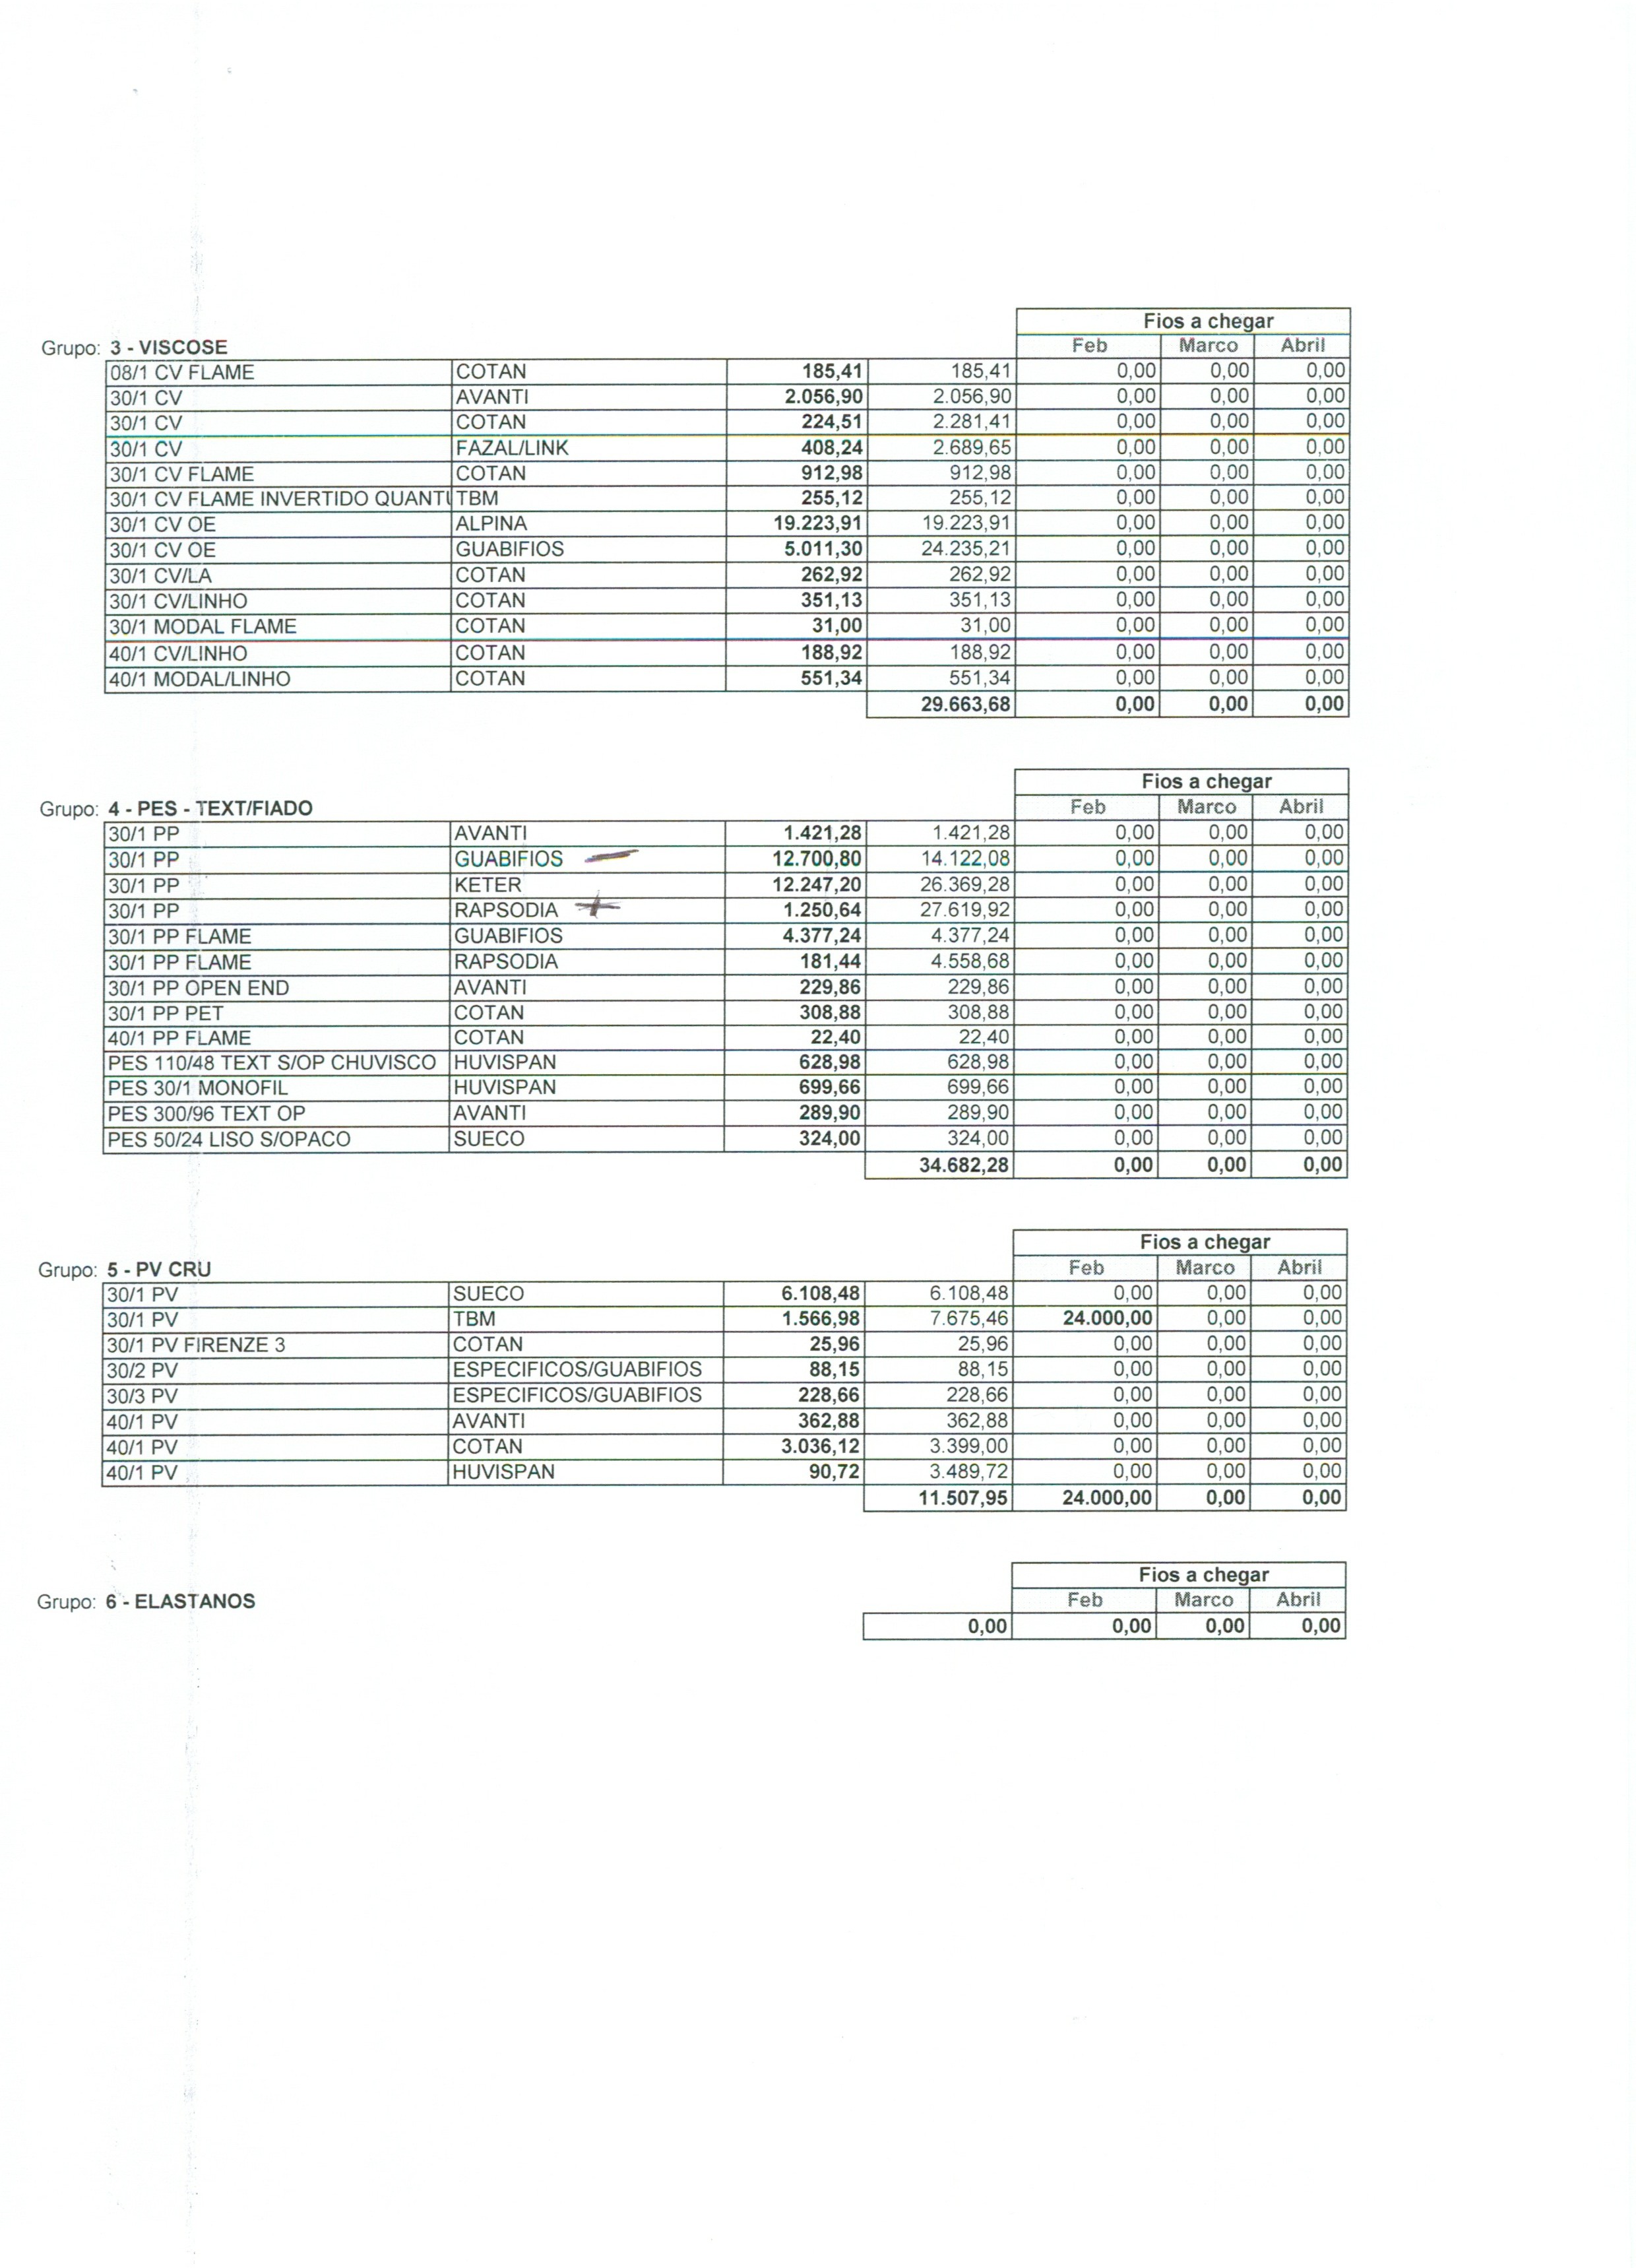 Fios a chegar
Grupo: 3 - VISCOSE Feb Marco Abril
08/1 CV FLAME COTAN 185,41 185,41 0,00 0,00 0,00
30/1 CV AVANTI 2.056,90 2.056,90 0,00 0,00 0,00
30/1 CV COTAN 224,51 2.281,41 0,00 0,00 0,00
30/1 CV FAZAL/LINK 408,24 2.689,65 0,00 0,00 0,00
30/1 CV FLAME COTAN 912,98 912,98 0,00 0,00 0,00
30/1 CV FLAME INVERTIDO QUANTI TBM 255,12 255,12 0,00 0,00 0,00
30/1 CV OE ALPINA 19.223,91 19.223,91 0,00 0,00 0,00
30/1 CV OE GUABIFIOS 5.011,30 24.235,21 0,00 0,00 0,00
30/1 CV/LA COTAN 262,92 262,92 0,00 0,00 0,00
30/1 CV/LINHO COTAN 351,13 351,13 0,00 0,00 0,00
30/1 MODAL FLAME COTAN 31,00 31,00 0,00 0,00 0,00
40/1 CV/LINHO COTAN 188,92 188,92 0,00 0,00 0,00
40/1 MODAL/LINHO COTAN 551,34 551,34 0,00 0,00 0,00
29.663,68 0,00 0,00 0,00
Fios a chegar
Grupo: 4 - PES - TEXT/FIADO Feb Marco Abril
30/1 PP AVANTI 1.421,28 1.421,28 0,00 0,00 0,00
30/1 PP GUABIFIOS — 12.700,80 14.122,08 0,00 0,00 0,00
30/1 PP KETER 12.247,20 26.369,28 0,00 0,00 0,00
30/1 PP RAPSODIA + 1.250,64 27.619,92 0,00 0,00 0,00
30/1 PP FLAME GUABIFIOS 4.377,24 4.377,24 0,00 0,00 0,00
30/1 PP FLAME RAPSODIA 181,44 4.558,68 0,00 0,00 0,00
30/1 PP OPEN END AVANTI 229,86 229,86 0,00 0,00 0,00
30/1 PP PET COTAN 308,88 308,88 0,00 0,00 0,00
40/1 PP FLAME COTAN 22,40 22,40 0,00 0,00 0,00
PES 110/48 TEXT S/OP CHUVISCO HUVISPAN 628,98 628,98 0,00 0,00 0,00
PES 30/1 MONOFIL HUVISPAN 699,66 699,66 0,00 0,00 0,00
PES 300/96 TEXT OP AVANTI 289,90 289,90 0,00 0,00 0,00
PES 50/24 LISO S/OPACO SUECO 324,00 324,00 0,00 0,00 0,00
34.682,28 0,00 0,00 0,00
Fios a chegar
Grupo: 5 - PV CRU Feb Marco Abril
30/1 PV SUECO 6.108,48 6.108,48 0,00 0,00 0,00
30/1 PV TBM 1.566,98 7.675,46 24.000,00 0,00 0,00
30/1 PV FIRENZE 3 COTAN 25,96 25,96 0,00 0,00 0,00
30/2 PV ESPECIFICOS/GUABIFIOS 88,15 88,15 0,00 0,00 0,00
30/3 PV ESPECIFICOS/GUABIFIOS 228,66 228,66 0,00 0,00 0,00
40/1 PV AVANTI 362,88 362,88 0,00 0,00 0,00
40/1 PV COTAN 3.036,12 3.399,00 0,00 0,00 0,00
40/1 PV HUVISPAN 90,72 3.489,72 0,00 0,00 0,00
11.507,95 24.000,00 0,00 0,00
Fios a chegar
Grupo: 6 - ELASTANOS Feb Marco Abril
0,00 0,00 0,00 0,00